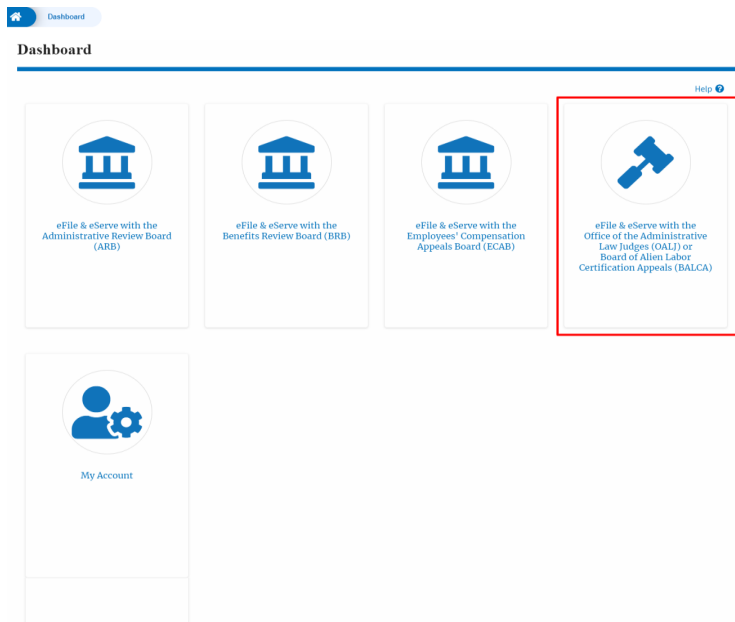 Dashboard
Dashboard
Help
eFile & eServe with the
Administrative Review Board
(ARB)
eFile & eServe with the
Benefits Review Board (BRB)
eFile & eServe with the
Employees' Compensation
Appeals Board (ECAB)
eFile & eServe with the
Office of the Administrative
Law Judges (OALJ) or
Board of Alien Labor
Certification Appeals (BALCA)
My Account